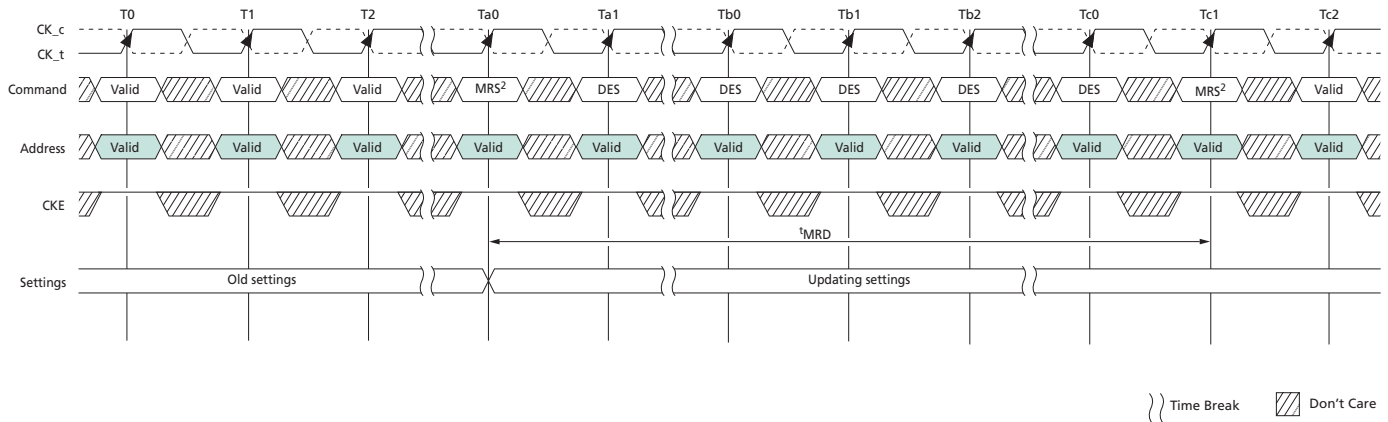 T0 T1 T2 Ta0 Ta1 Tb0 Tb1 Tb2 Tc0 Tc1 Tc2
CK_c
CK_t
Command Valid Valid Valid MRS² DES DES DES DES DES MRS² Valid
Address Valid Valid Valid Valid Valid Valid Valid Valid Valid Valid Valid
CKE
ᵗMRD
Settings Old settings Updating settings
Time Break Don't Care